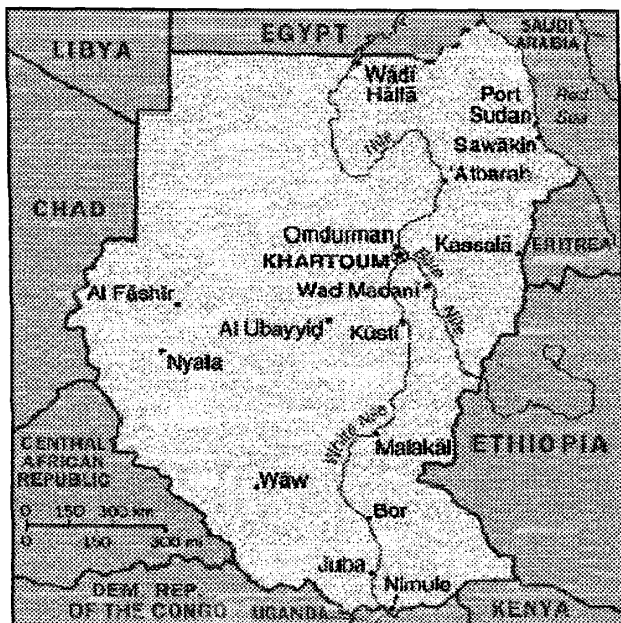 LIBYA
EGYPT
SAUDI
ARABIA
Wādī
Halfā
Port
Sudan
Red
Sea
Nile
Sawākin
'Atbarah
CHAD
Omdurman
KHARTOUM
Kassalā
ERITREA
Blue
Nile
Al Fāshir
Wad Madanī
Al Ubayyiḍ
Kūstī
Nyala
White Nile
Malakāl
ETHIOPIA
CENTRAL
AFRICAN
REPUBLIC
Wāw
0 150 300 km
0 150 300 mi
Bor
Juba
Nimule
DEM. REP.
OF THE CONGO
UGANDA
KENYA